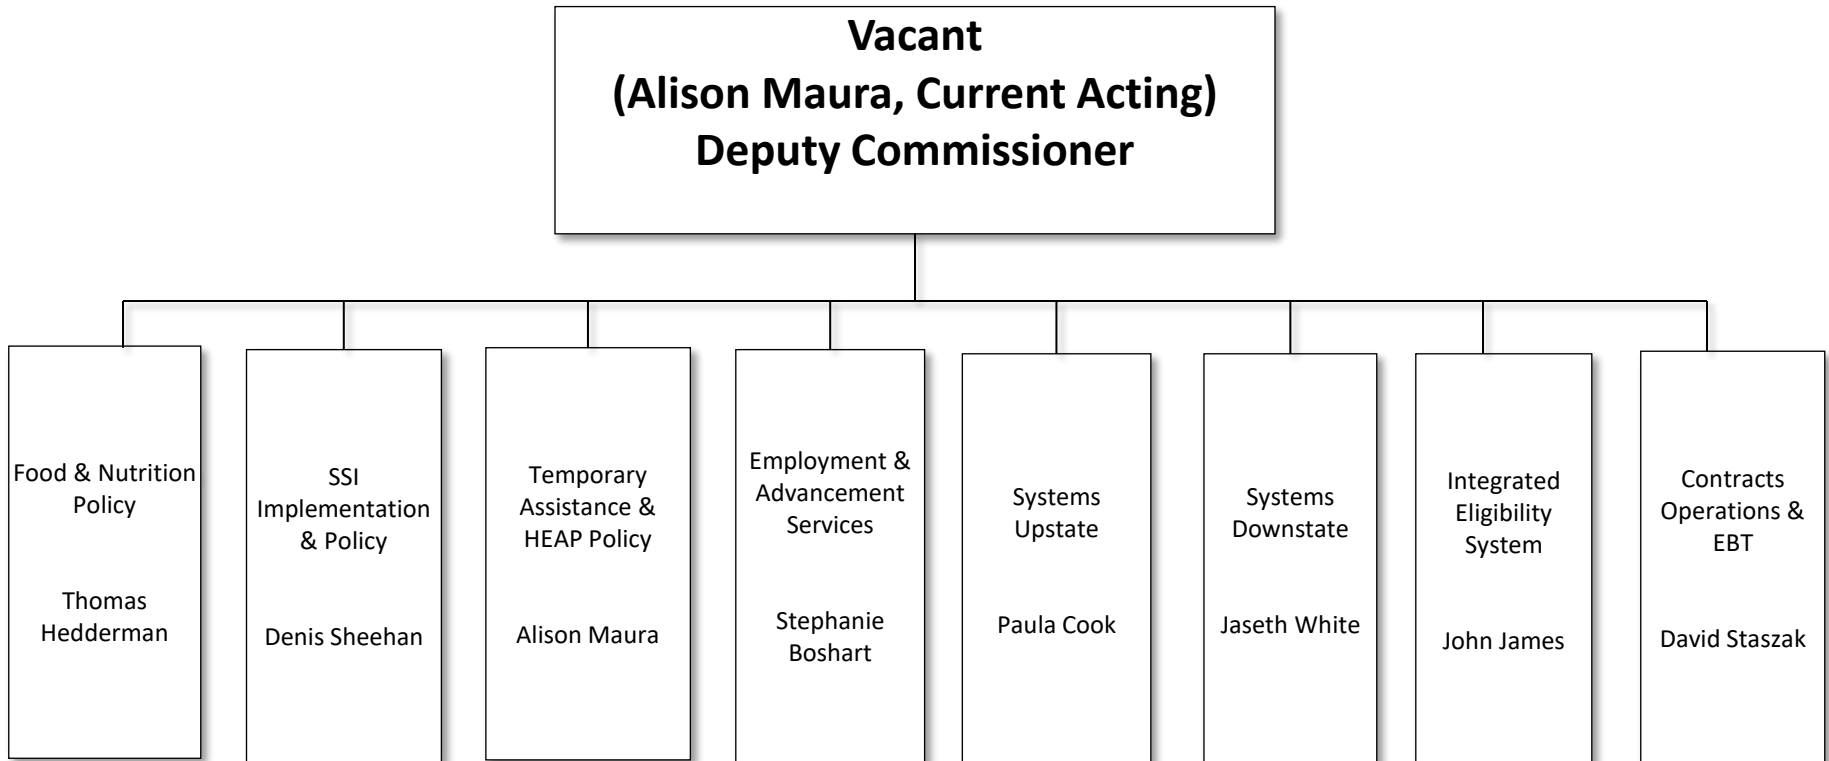 Vacant
(Alison Maura, Current Acting)
Deputy Commissioner
Food & Nutrition
Policy
Thomas
Hedderman
SSI
Implementation
& Policy
Denis Sheehan
Temporary
Assistance &
HEAP Policy
Alison Maura
Employment &
Advancement
Services
Stephanie
Boshart
Systems
Upstate
Paula Cook
Systems
Downstate
Jaseth White
Integrated
Eligibility
System
John James
Contracts
Operations &
EBT
David Staszak